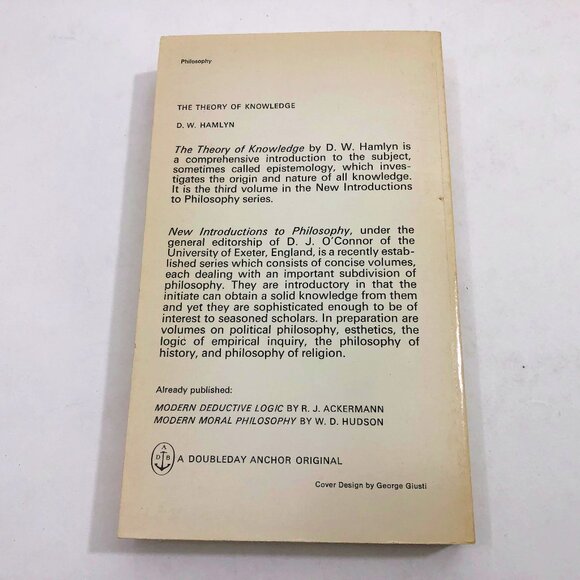 Philosophy
THE THEORY OF KNOWLEDGE
D. W. HAMLYN
The Theory of Knowledge by D. W. Hamlyn is
a comprehensive introduction to the subject,
sometimes called epistemology, which inves-
tigates the origin and nature of all knowledge.
It is the third volume in the New Introductions
to Philosophy series.
New Introductions to Philosophy, under the
general editorship of D. J. O'Connor of the
University of Exeter, England, is a recently estab-
lished series which consists of concise volumes,
each dealing with an important subdivision of
philosophy. They are introductory in that the
initiate can obtain a solid knowledge from them
and yet they are sophisticated enough to be of
interest to seasoned scholars. In preparation are
volumes on political philosophy, esthetics, the
logic of empirical inquiry, the philosophy of
history, and philosophy of religion.
Already published:
MODERN DEDUCTIVE LOGIC BY R. J. ACKERMANN
MODERN MORAL PHILOSOPHY BY W. D. HUDSON
A
D B
A DOUBLEDAY ANCHOR ORIGINAL
Cover Design by George Giusti